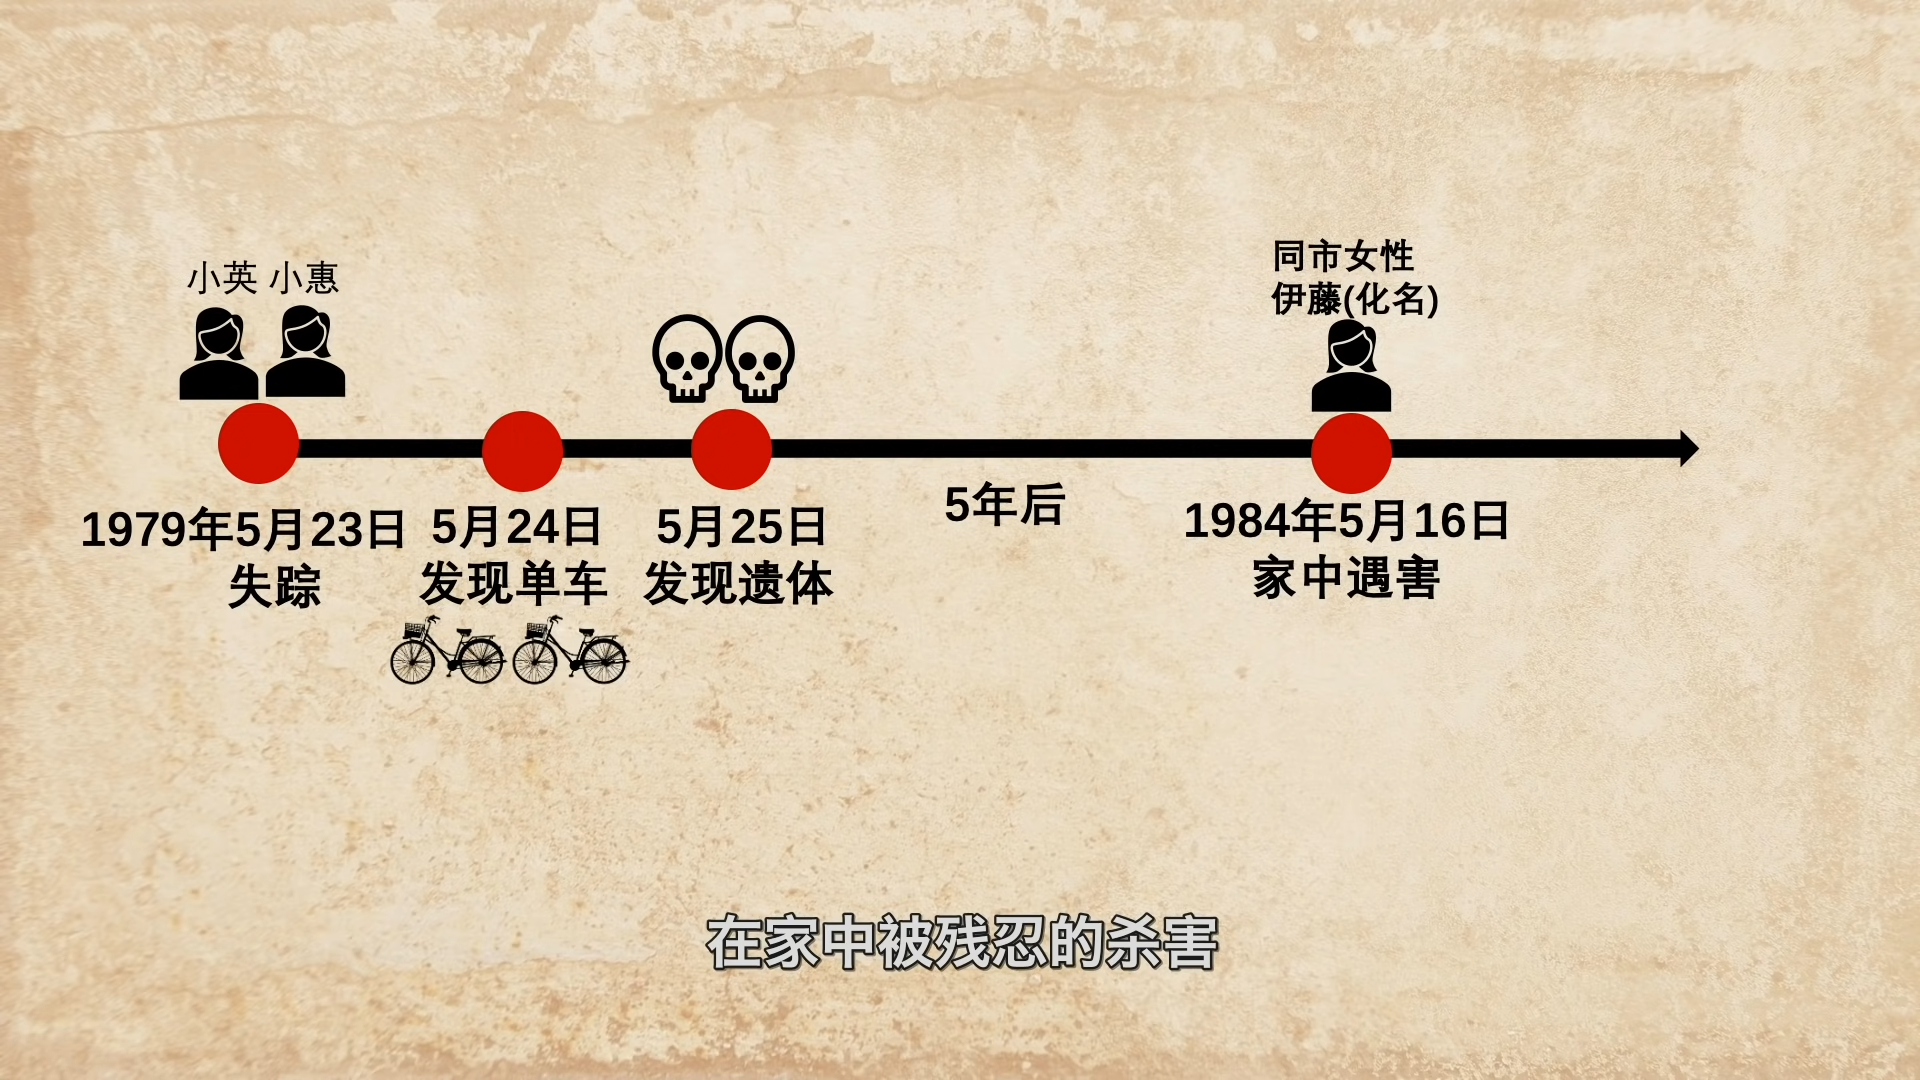 小英 小惠
同市女性
伊藤(化名)
1979年5月23日
失踪
5月24日
发现单车
5月25日
发现遗体
5年后
1984年5月16日
家中遇害
在家中被残忍的杀害